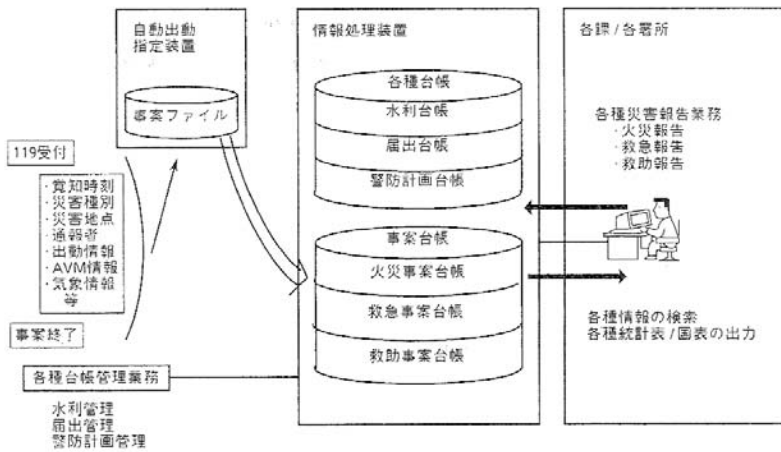 自動出動
指定装置
事案ファイル
119受付
・覚知時刻
・災害種別
・災害地点
・通報者
・出動情報
・AVM情報
・気象情報
等
事案終了
各種台帳管理業務
水利管理
届出管理
警防計画管理
情報処理装置
各種台帳
水利台帳
届出台帳
警防計画台帳
事案台帳
火災事案台帳
救急事案台帳
救助事案台帳
各課/各署所
各種災害報告業務
・火災報告
・救急報告
・救助報告
各種情報の検索
各種統計表/国表の出力